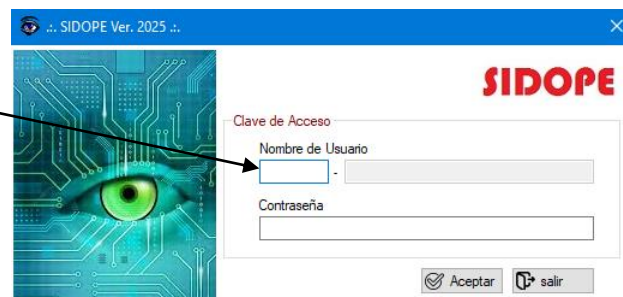 .:. SIDOPE Ver. 2025 .:.
SIDOPE
Clave de Acceso
Nombre de Usuario
-
Contraseña
Aceptar salir